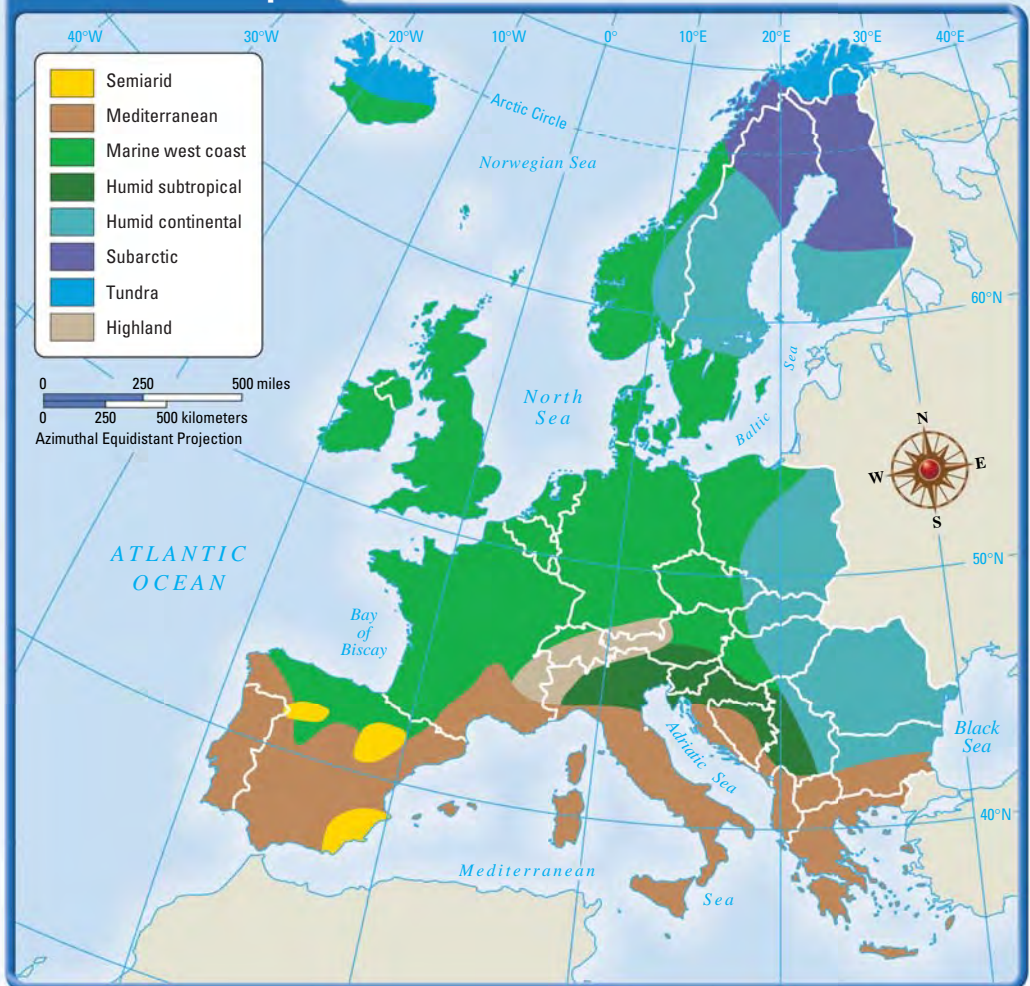 40°W
30°W
20°W
10°W
0°
10°E
20°E
30°E
40°E
Semiarid
Mediterranean
Marine west coast
Humid subtropical
Humid continental
Subarctic
Tundra
Highland
0 250 500 miles
0 250 500 kilometers
Azimuthal Equidistant Projection
Arctic Circle
Norwegian Sea
60°N
North
Sea
Baltic
Sea
N
W E
S
ATLANTIC
OCEAN
50°N
Bay
of
Biscay
Black
Sea
Adriatic Sea
40°N
Mediterranean
Sea